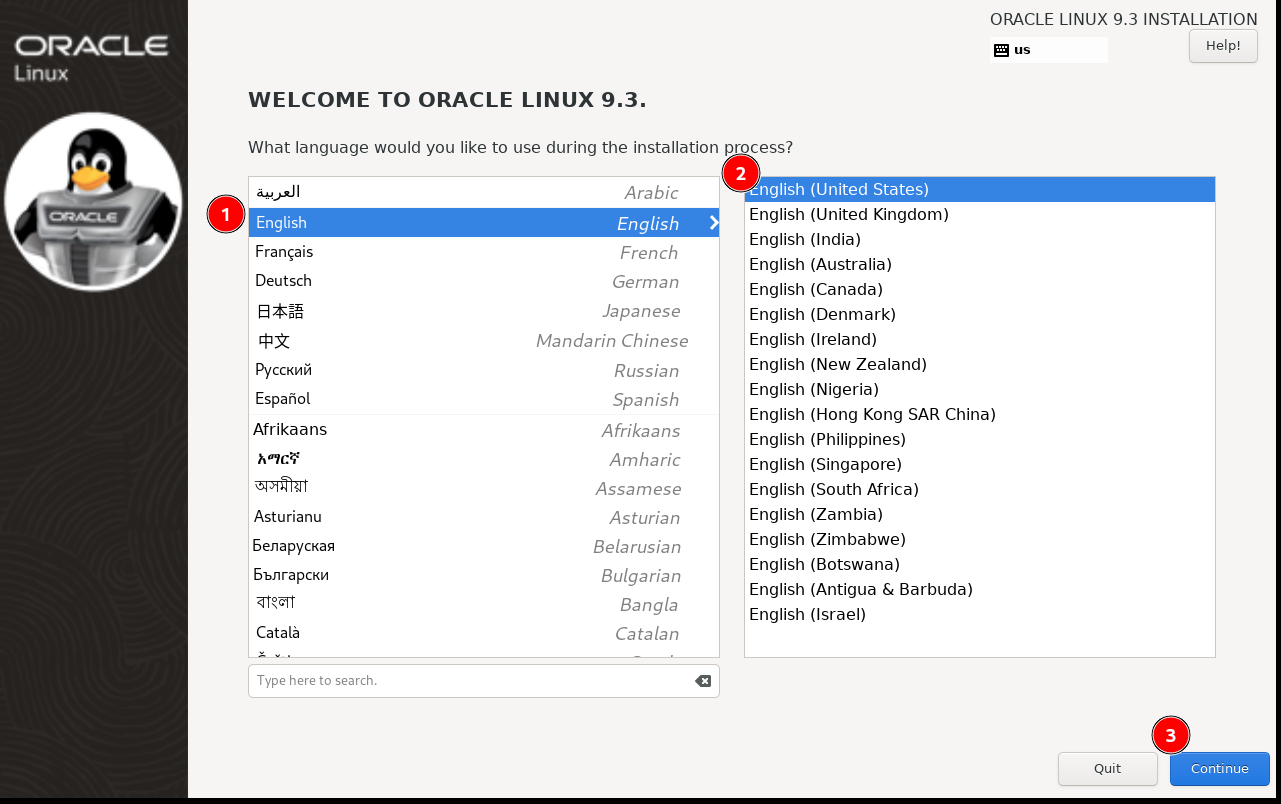 ORACLE
Linux
ORACLE
ORACLE LINUX 9.3 INSTALLATION
us
Help!
WELCOME TO ORACLE LINUX 9.3.
What language would you like to use during the installation process?
1
2
العربية Arabic
English English
Français French
Deutsch German
日本語 Japanese
中文 Mandarin Chinese
Русский Russian
Español Spanish
Afrikaans Afrikaans
አማርኛ Amharic
অসমীয়া Assamese
Asturianu Asturian
Беларуская Belarusian
Български Bulgarian
বাংলা Bangla
Català Catalan
Type here to search.
English (United States)
English (United Kingdom)
English (India)
English (Australia)
English (Canada)
English (Denmark)
English (Ireland)
English (New Zealand)
English (Nigeria)
English (Hong Kong SAR China)
English (Philippines)
English (Singapore)
English (South Africa)
English (Zambia)
English (Zimbabwe)
English (Botswana)
English (Antigua & Barbuda)
English (Israel)
3
Quit
Continue